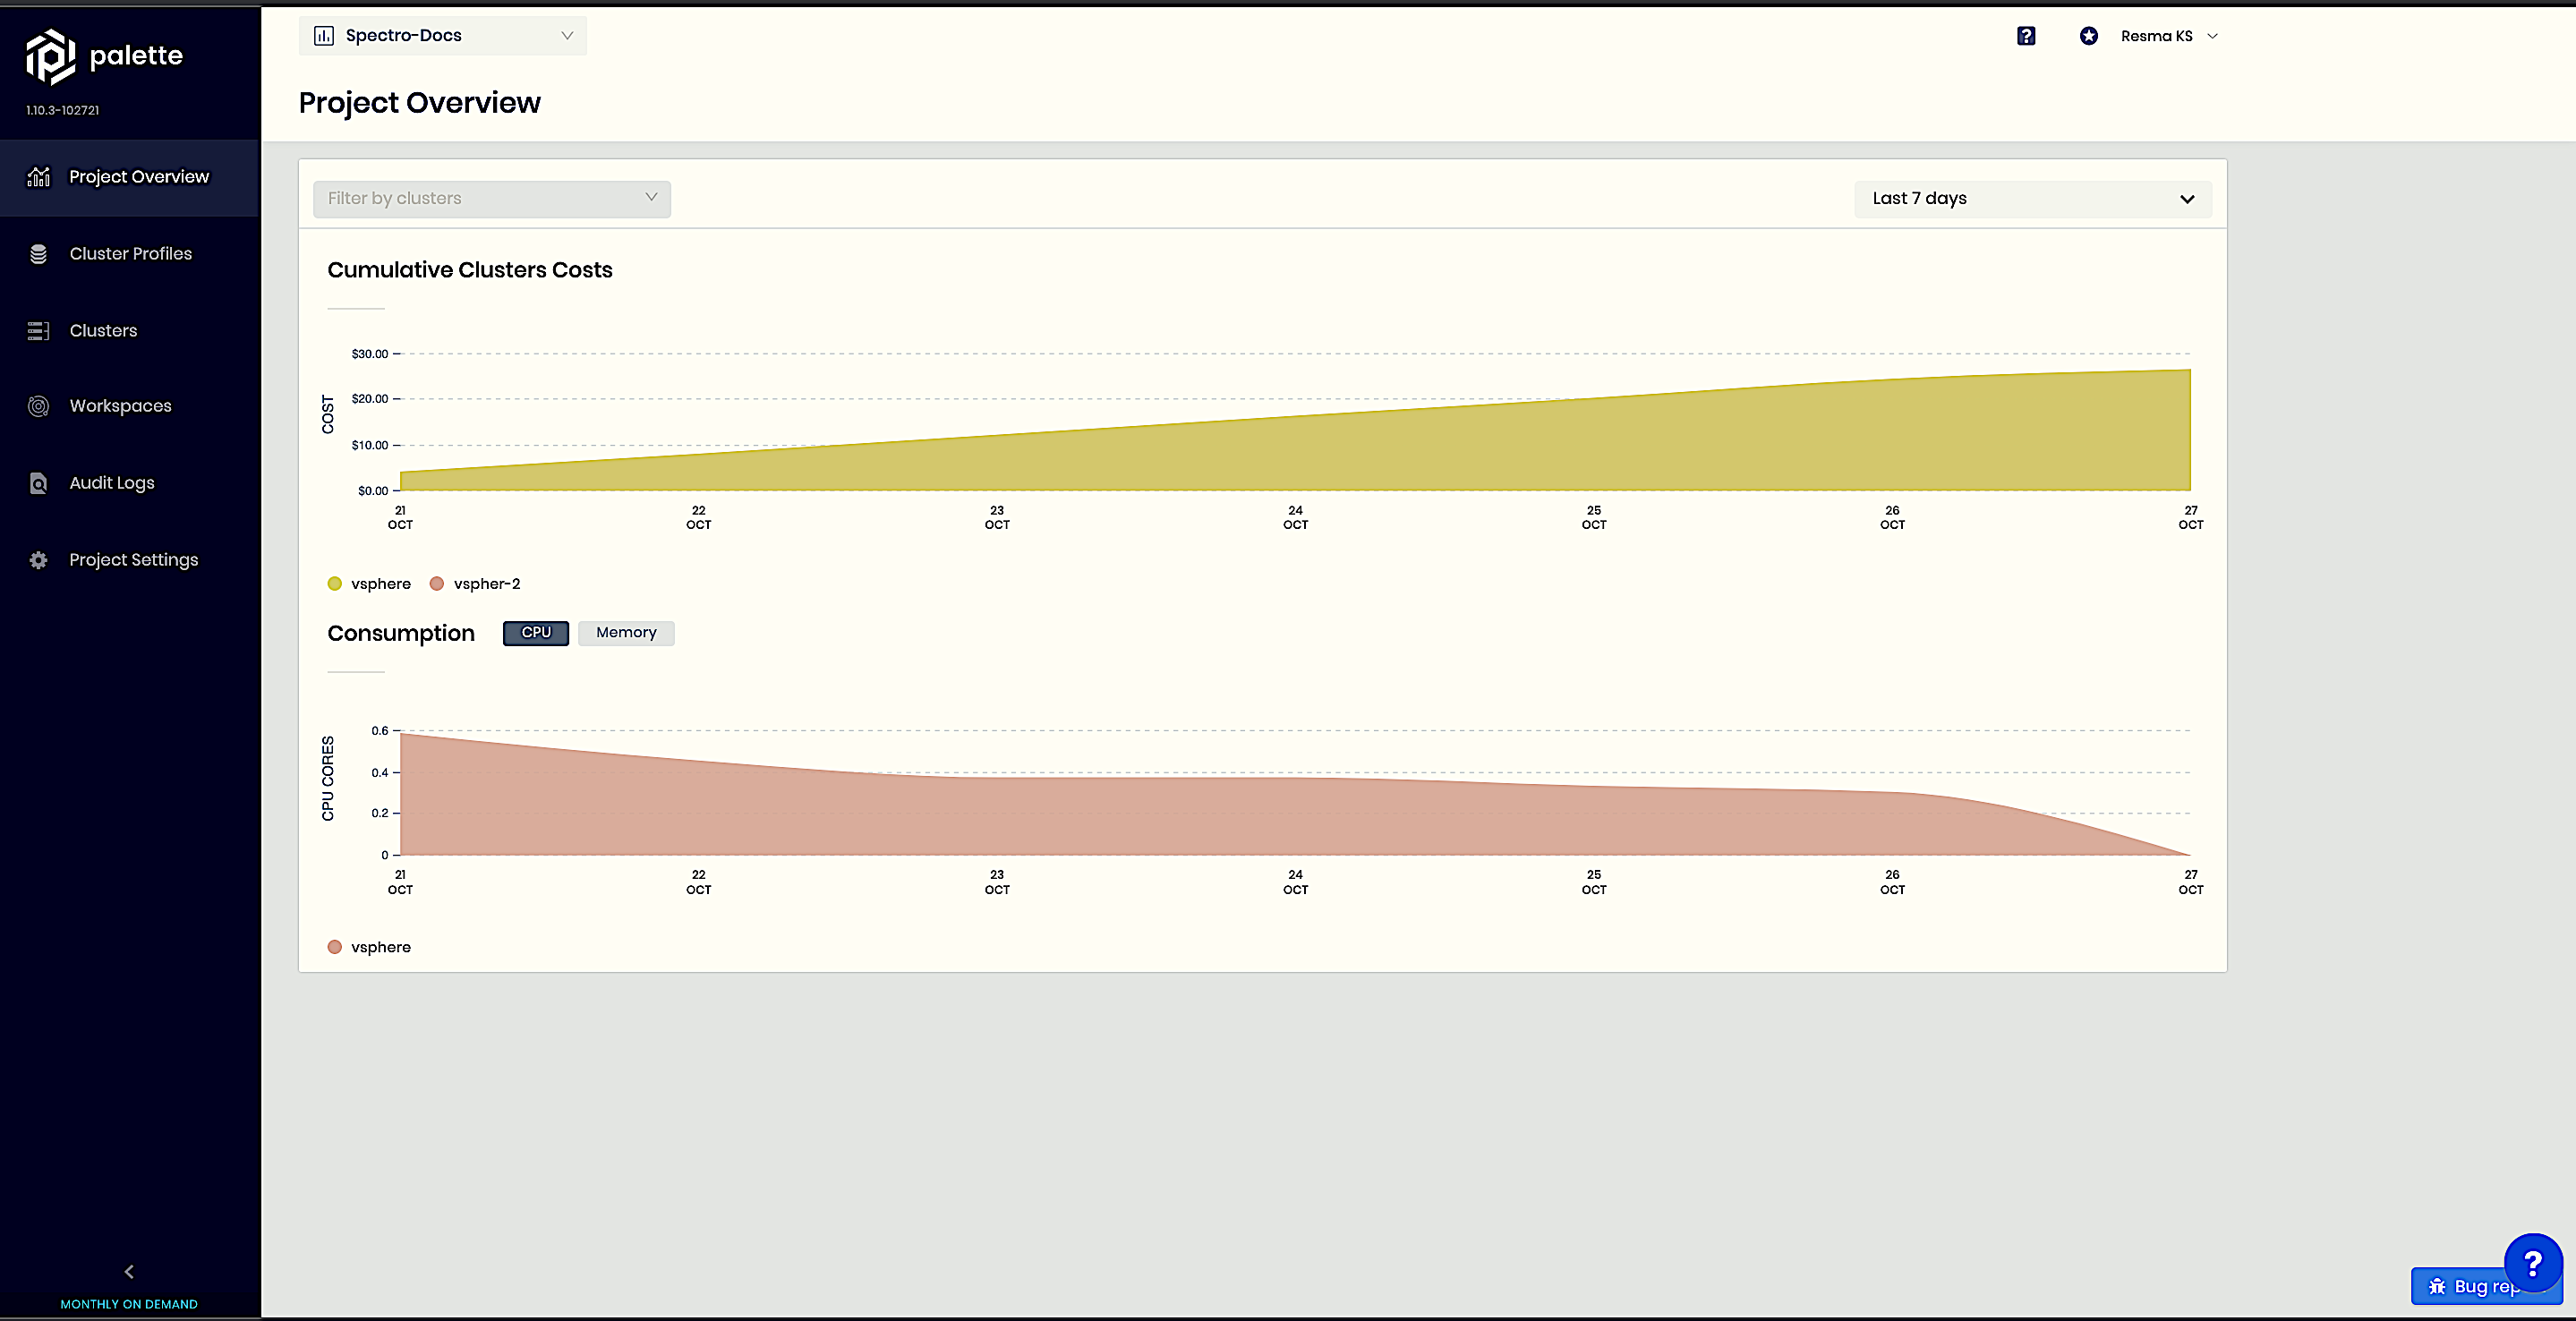 palette
1.10.3-102721
Project Overview
Cluster Profiles
Clusters
Workspaces
Audit Logs
Project Settings
MONTHLY ON DEMAND
Spectro-Docs
Resma KS
Project Overview
Filter by clusters
Last 7 days
Cumulative Clusters Costs
COST
$30.00
$20.00
$10.00
$0.00
21 OCT
22 OCT
23 OCT
24 OCT
25 OCT
26 OCT
27 OCT
vsphere
vspher-2
Consumption
CPU
Memory
CPU CORES
0.6
0.4
0.2
0
21 OCT
22 OCT
23 OCT
24 OCT
25 OCT
26 OCT
27 OCT
vsphere
?
Bug rep